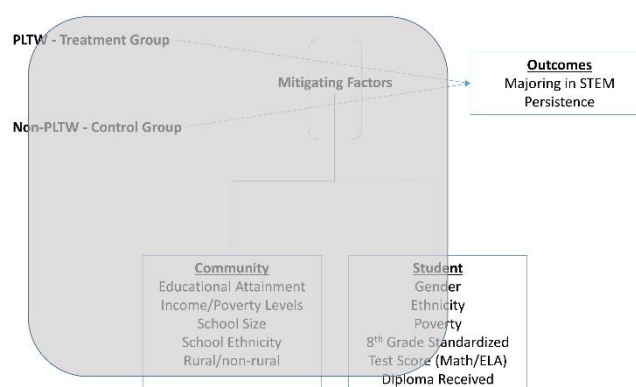 PLTW - Treatment Group
Mitigating Factors
Non-PLTW - Control Group
Outcomes
Majoring in STEM
Persistence
Community
Educational Attainment
Income/Poverty Levels
School Size
School Ethnicity
Rural/non-rural
Student
Gender
Ethnicity
Poverty
8th Grade Standardized
Test Score (Math/ELA)
Diploma Received